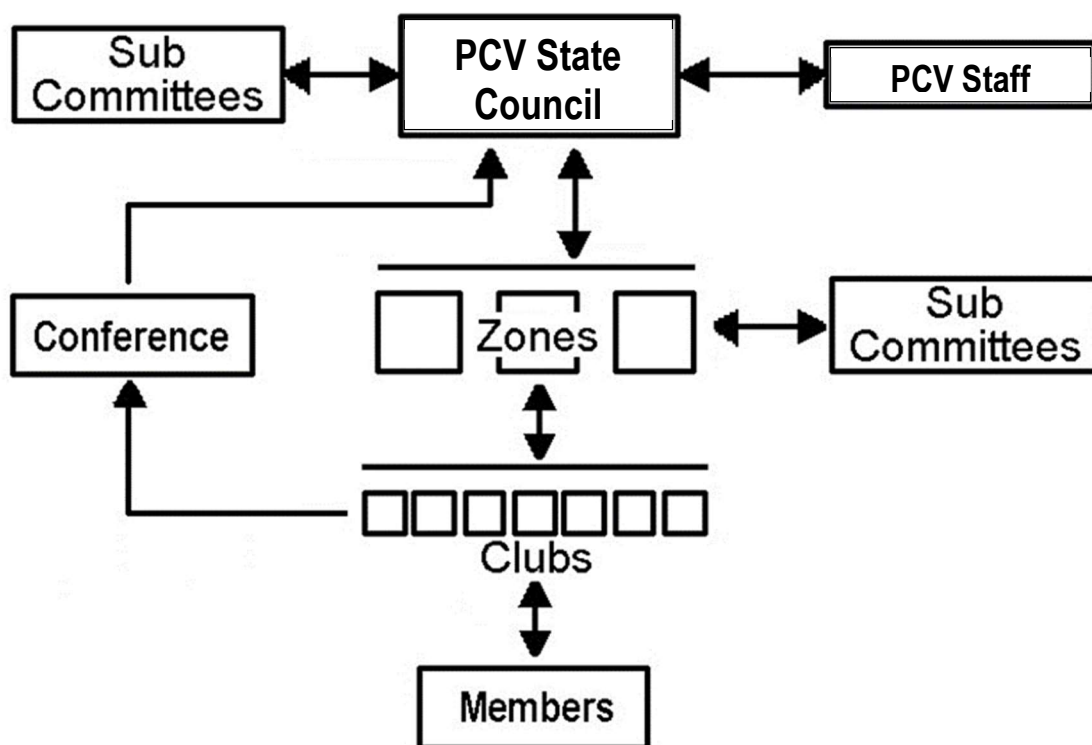 Sub
Committees
PCV State
Council
PCV Staff
Conference
Zones
Sub
Committees
Clubs
Members